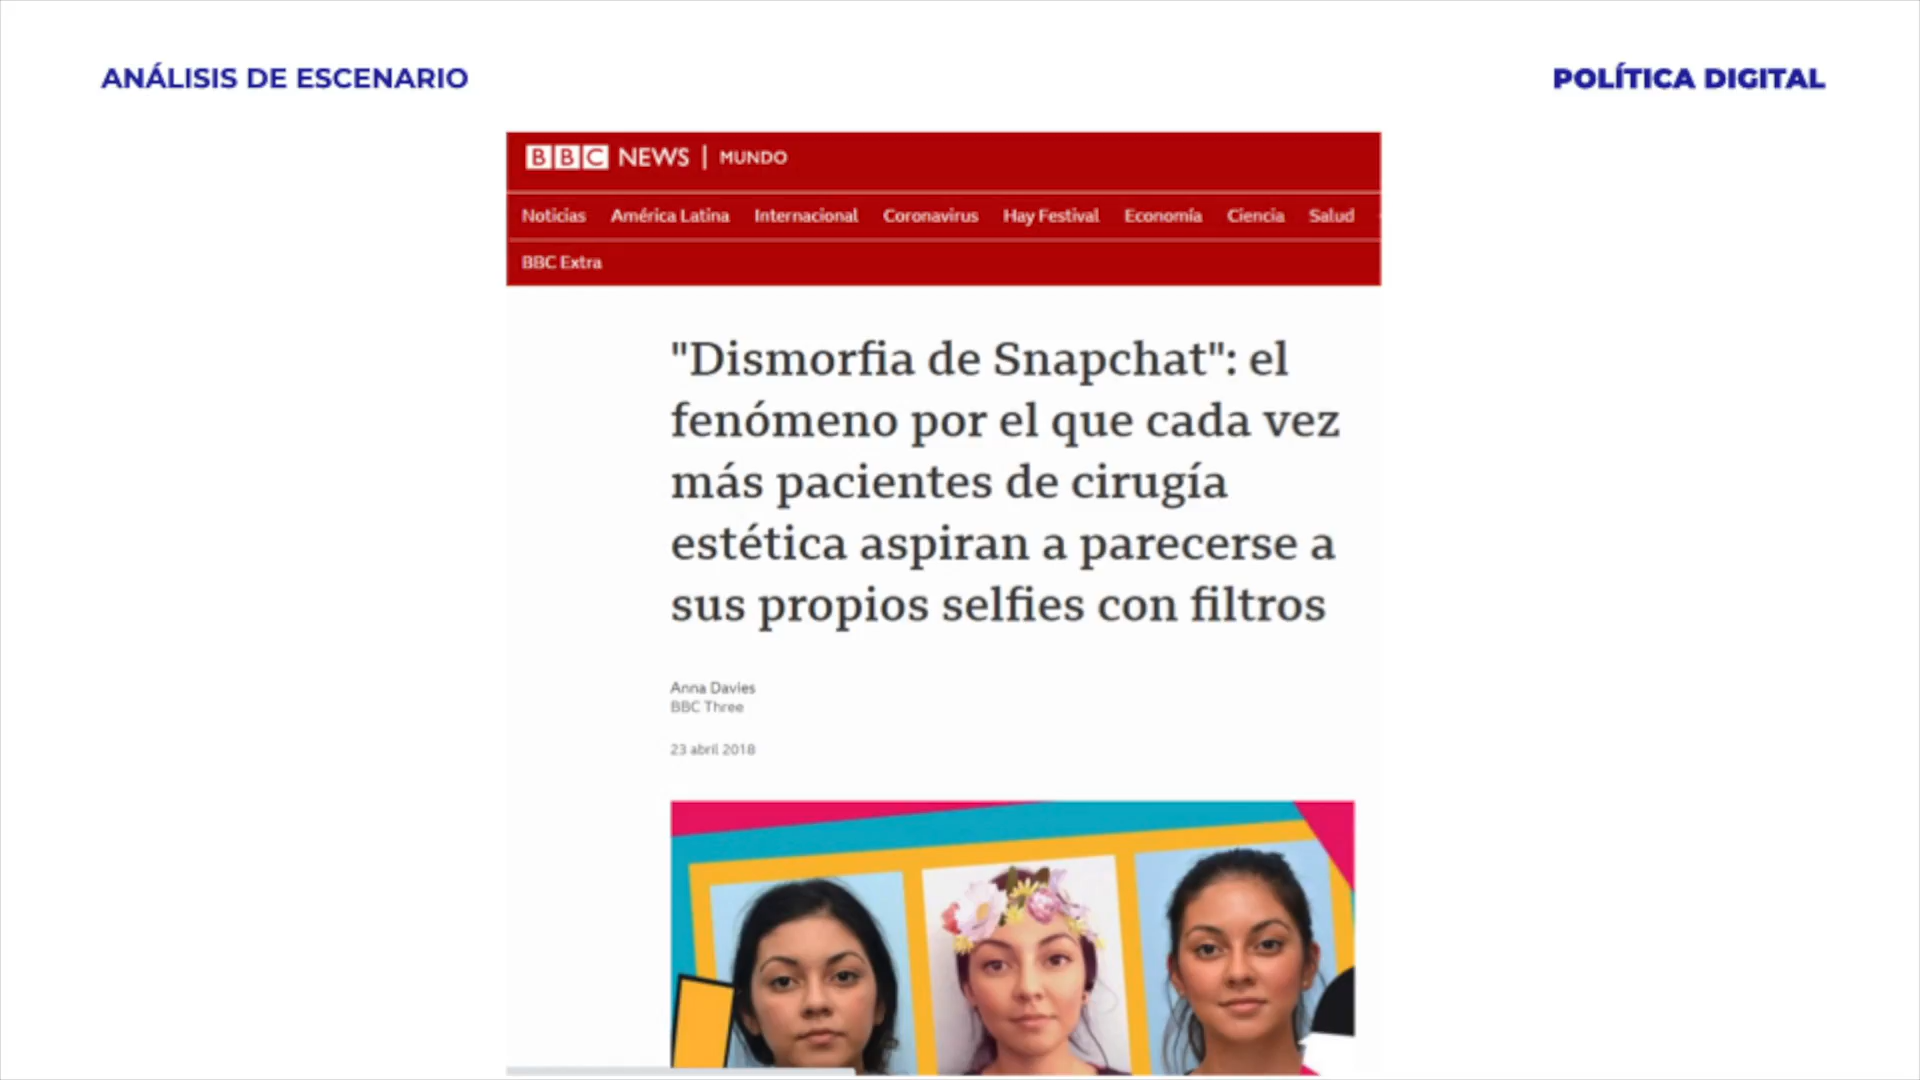 ANÁLISIS DE ESCENARIO
POLÍTICA DIGITAL
BBC NEWS | MUNDO
Noticias América Latina Internacional Coronavirus Hay Festival Economía Ciencia Salud
BBC Extra
"Dismorfia de Snapchat": el
fenómeno por el que cada vez
más pacientes de cirugía
estética aspiran a parecerse a
sus propios selfies con filtros
Anna Davies
BBC Three
23 abril 2018